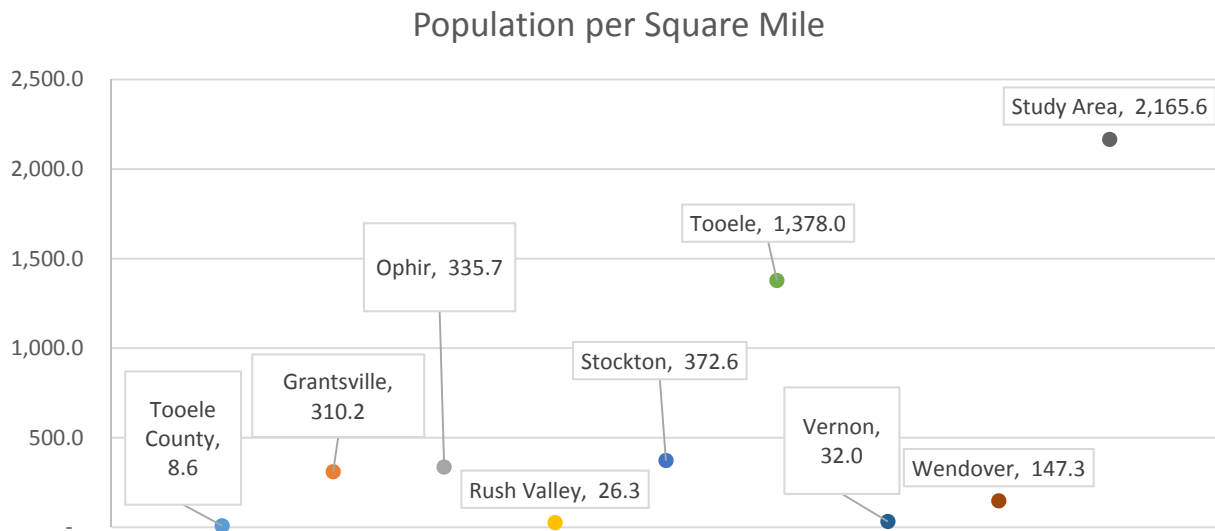 Population per Square Mile
2,500.0
2,000.0
1,500.0
1,000.0
500.0
-
Study Area, 2,165.6
Tooele, 1,378.0
Ophir, 335.7
Stockton, 372.6
Grantsville,
310.2
Tooele
County,
8.6
Vernon,
32.0
Rush Valley, 26.3
Wendover, 147.3